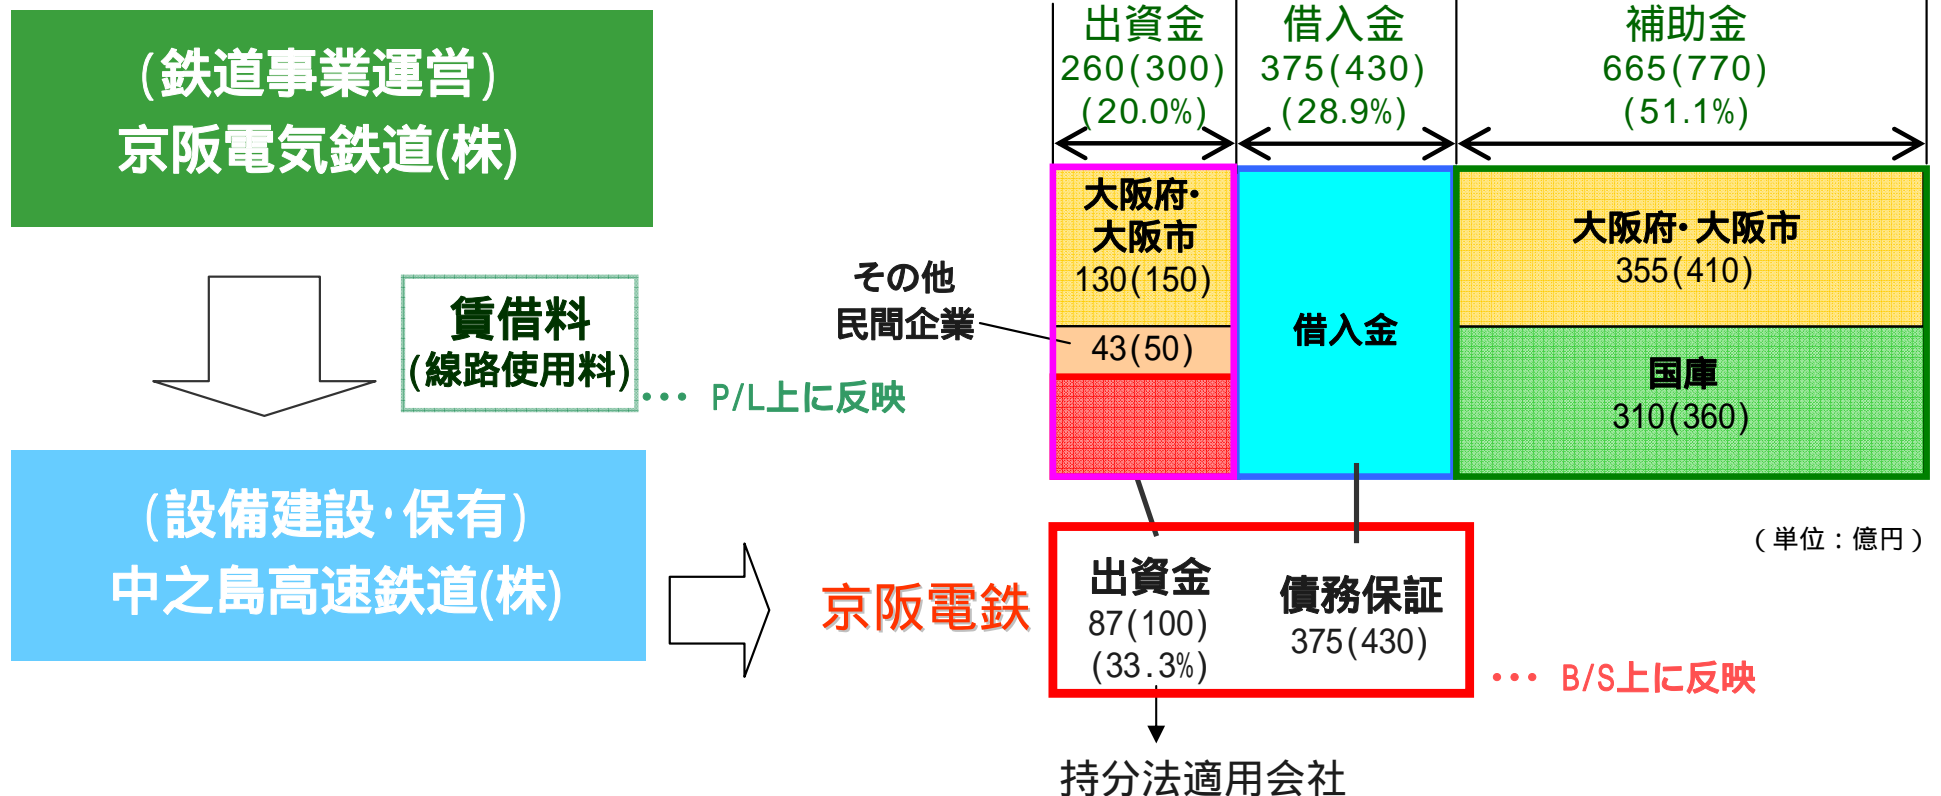 (鉄道事業運営)
京阪電気鉄道(株)
賃借料
(線路使用料)
… P/L上に反映
(設備建設・保有)
中之島高速鉄道(株)
出資金
260(300)
(20.0%)
借入金
375(430)
(28.9%)
補助金
665(770)
(51.1%)
大阪府・
大阪市
130(150)
その他
民間企業
43(50)
借入金
大阪府・大阪市
355(410)
国庫
310(360)
(単位：億円)
京阪電鉄
出資金
87(100)
(33.3%)
債務保証
375(430)
… B/S上に反映
持分法適用会社